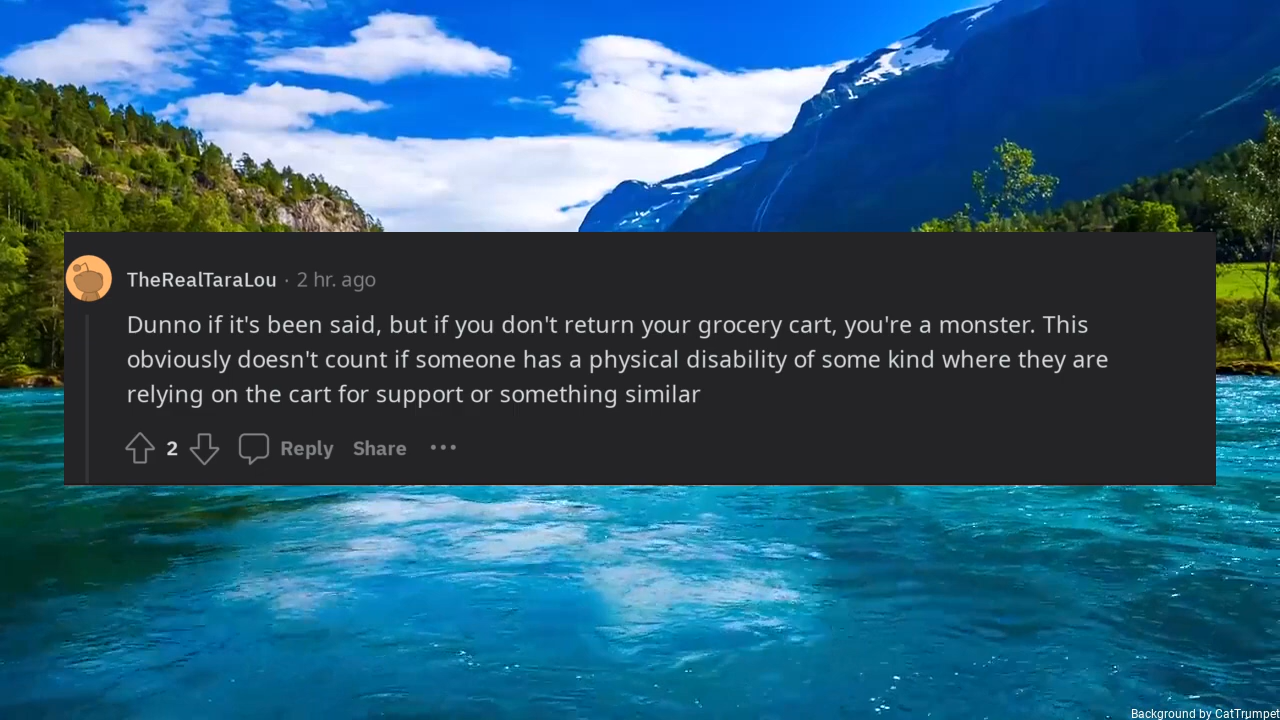 TheRealTaraLou · 2 hr. ago
Dunno if it's been said, but if you don't return your grocery cart, you're a monster. This
obviously doesn't count if someone has a physical disability of some kind where they are
relying on the cart for support or something similar
2 Reply Share ···
Background by CatTrumpet